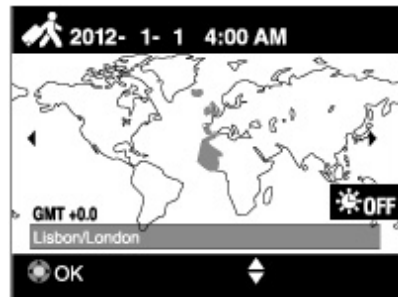 2012- 1- 1 4:00 AM
GMT +0.0
OFF
Lisbon/London
OK